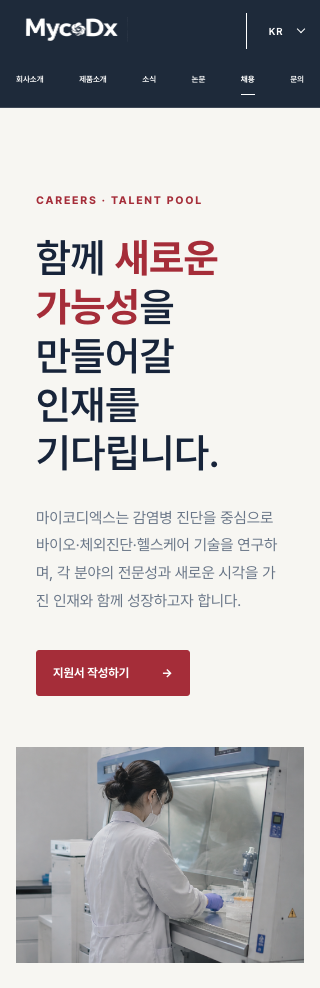 MycoDx
KR
회사소개 제품소개 소식 논문 채용 문의
CAREERS · TALENT POOL
함께 새로운
가능성을
만들어갈
인재를
기다립니다.
마이코디엑스는 감염병 진단을 중심으로
바이오·체외진단·헬스케어 기술을 연구하
며, 각 분야의 전문성과 새로운 시각을 가
진 인재와 함께 성장하고자 합니다.
지원서 작성하기 →